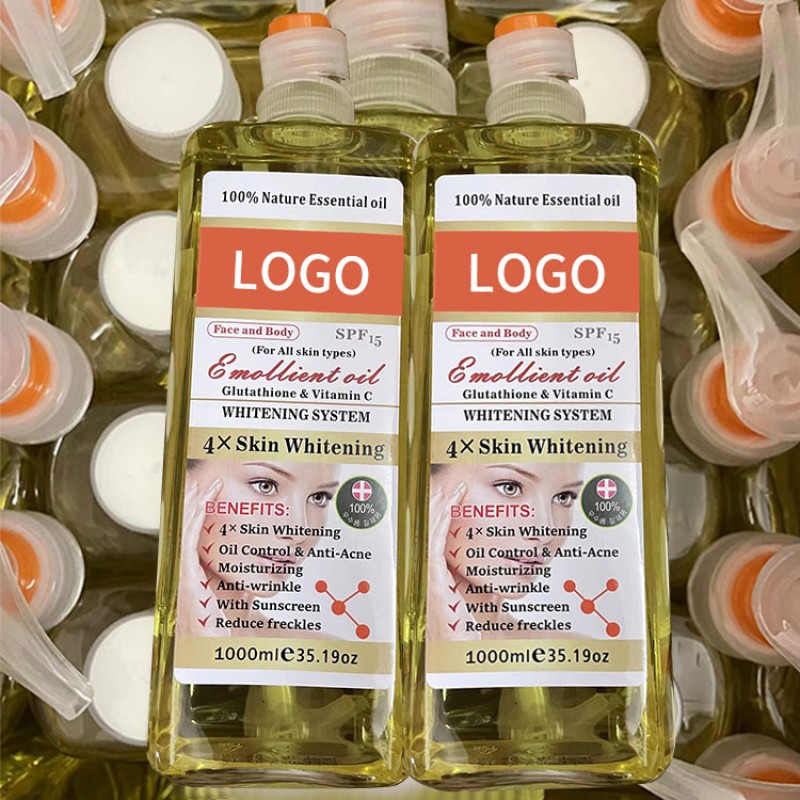 100% Nature Essential oil
LOGO
Face and Body SPF15
(For All skin types)
Emollient oil
Glutathione & Vitamin C
WHITENING SYSTEM
4× Skin Whitening
BENEFITS:
100%
4× Skin Whitening
Oil Control & Anti-Acne
Moisturizing
Anti-wrinkle
With Sunscreen
Reduce freckles
1000ml e 35.19oz
100% Nature Essential oil
LOGO
Face and Body SPF15
(For All skin types)
Emollient oil
Glutathione & Vitamin C
WHITENING SYSTEM
4× Skin Whitening
BENEFITS:
100%
4× Skin Whitening
Oil Control & Anti-Acne
Moisturizing
Anti-wrinkle
With Sunscreen
Reduce freckles
1000ml e 35.19oz